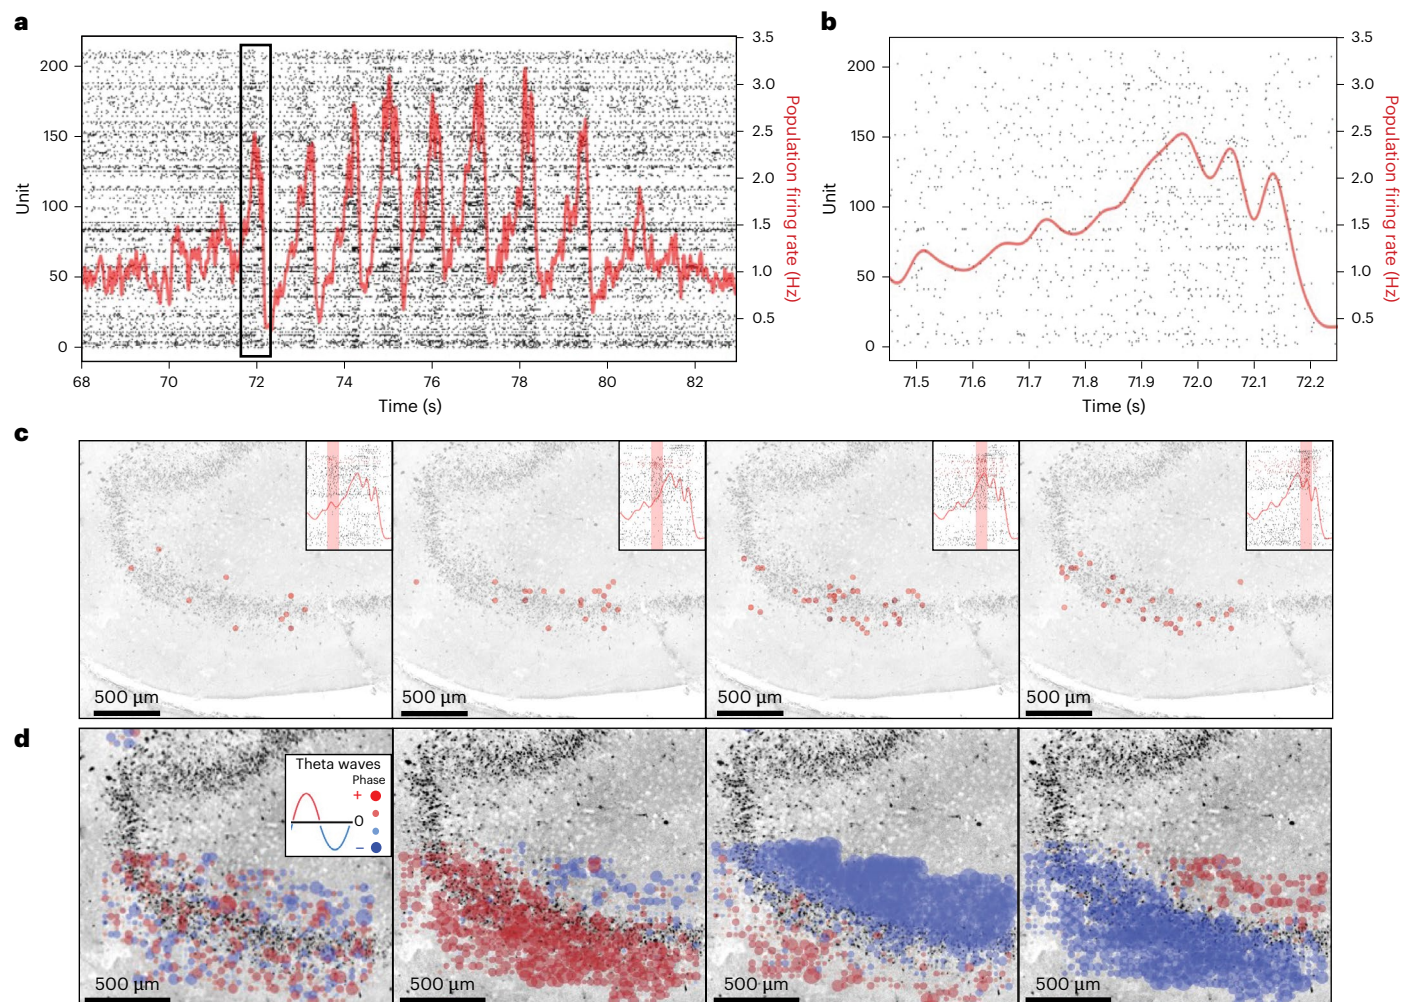 a
b
3.5
3.0
2.5
2.0
1.5
1.0
0.5
200
150
100
50
0
Unit
Population firing rate (Hz)
68 70 72 74 76 78 80 82
Time (s)
3.5
3.0
2.5
2.0
1.5
1.0
0.5
200
150
100
50
0
Unit
Population firing rate (Hz)
71.5 71.6 71.7 71.8 71.9 72.0 72.1 72.2
Time (s)
c
500 µm
500 µm
500 µm
500 µm
d
Theta waves
Phase
+
0
–
500 µm
500 µm
500 µm
500 µm